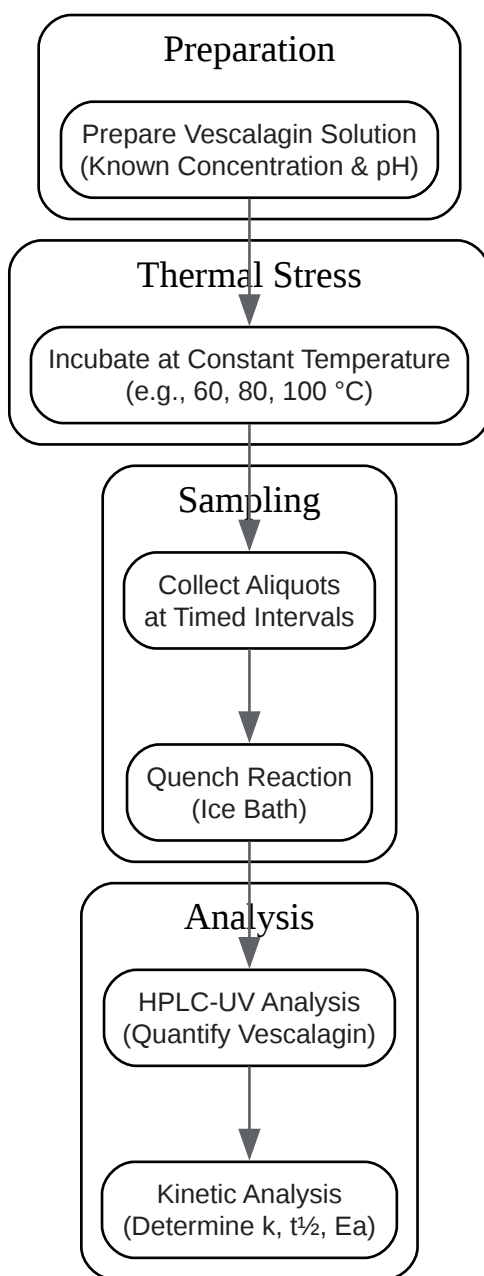 Preparation
Prepare Vescalagin Solution
(Known Concentration & pH)
Thermal Stress
Incubate at Constant Temperature
(e.g., 60, 80, 100 °C)
Sampling
Collect Aliquots
at Timed Intervals
Quench Reaction
(Ice Bath)
Analysis
HPLC-UV Analysis
(Quantify Vescalagin)
Kinetic Analysis
(Determine k, t½, Ea)